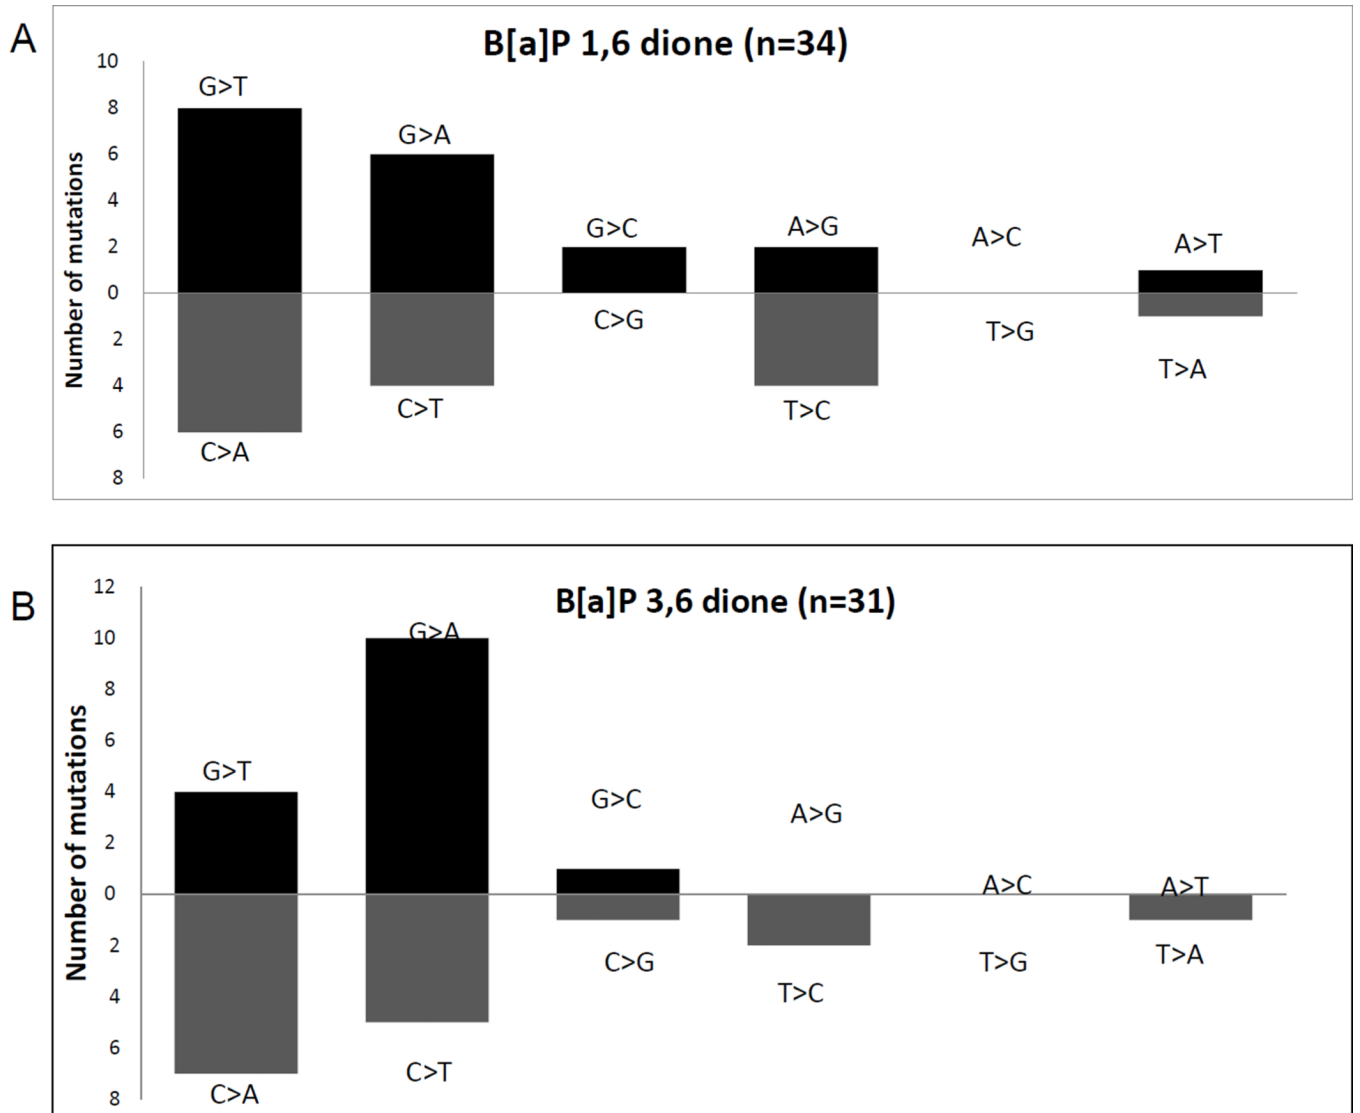 A
B[a]P 1,6 dione (n=34)
Number of mutations
10
8
6
4
2
0
2
4
6
8
G>T
G>A
G>C
A>G
A>C
A>T
C>A
C>T
C>G
T>C
T>G
T>A
B
B[a]P 3,6 dione (n=31)
Number of mutations
12
10
8
6
4
2
0
2
4
6
8
G>T
G>A
G>C
A>G
A>C
A>T
C>A
C>T
C>G
T>C
T>G
T>A